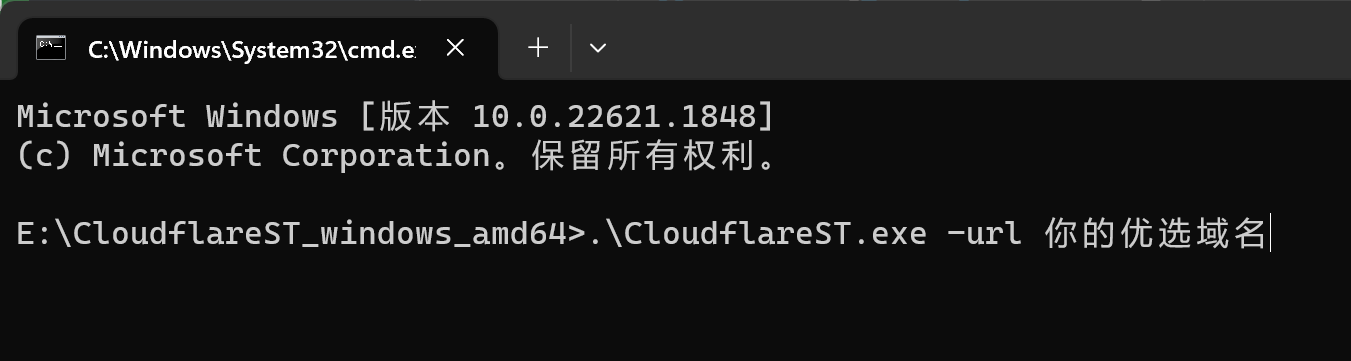 C:\Windows\System32\cmd.e
Microsoft Windows [版本 10.0.22621.1848]
(c) Microsoft Corporation。保留所有权利。
E:\CloudflareST_windows_amd64>.\CloudflareST.exe -url 你的优选域名